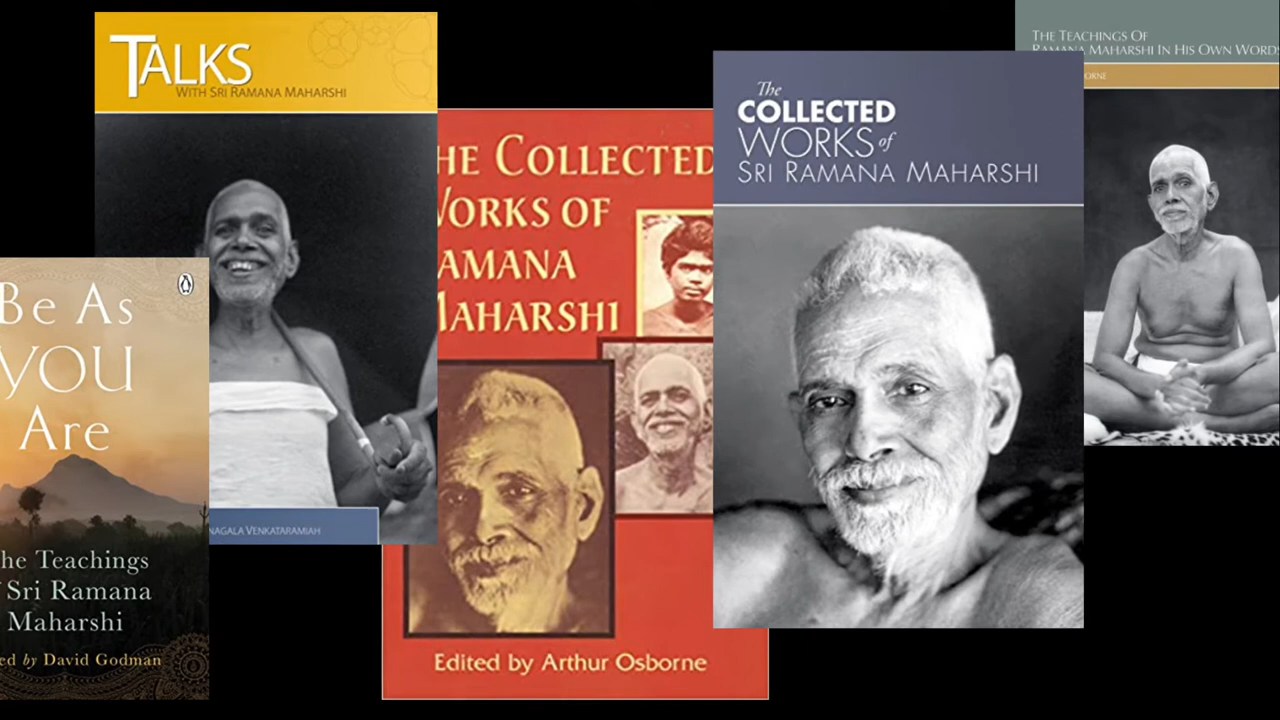 Be As
you
Are
he Teachings
Sri Ramana
Maharshi
ed by David Godman
TALKS
WITH SRI RAMANA MAHARSHI
NAGALA VENKATARAMIAH
HE COLLECTED
WORKS OF
AMANA
MAHARSHI
Edited by Arthur Osborne
The
COLLECTED
WORKS of
SRI RAMANA MAHARSHI
THE TEACHINGS OF
RAMANA MAHARSHI IN HIS OWN WORDS
ORNE